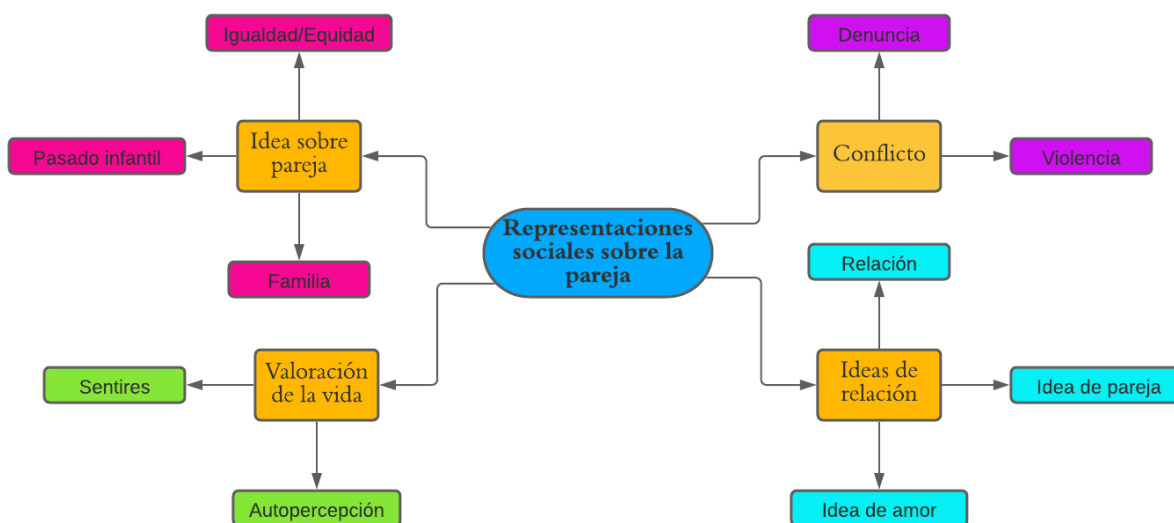 Igualdad/Equidad
Denuncia
Pasado infantil
Idea sobre
pareja
Conflicto
Violencia
Representaciones
sociales sobre la
pareja
Familia
Relación
Sentires
Valoración
de la vida
Ideas de
relación
Idea de pareja
Autopercepción
Idea de amor